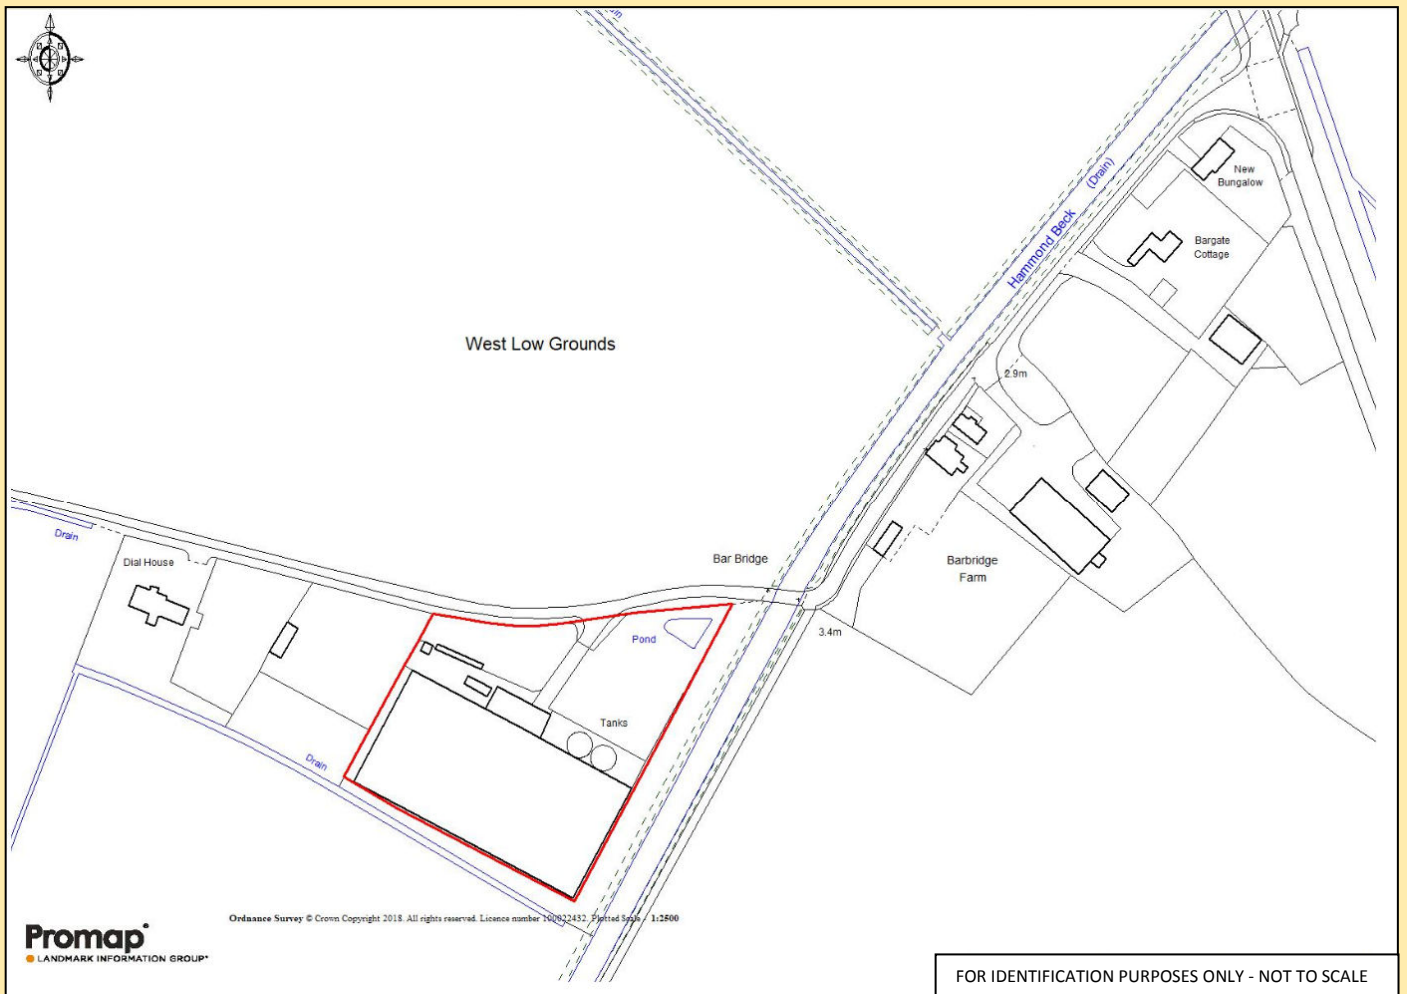 Drain
(Drain)
Hammond Beck
New
Bungalow
Bargate
Cottage
West Low Grounds
2.9m
Drain
Bar Bridge
Dial House
Barbridge
Farm
Pond
3.4m
Tanks
Drain
Ordnance Survey © Crown Copyright 2018. All rights reserved. Licence number 100022432. Plotted Scale - 1:2500
Promap®
LANDMARK INFORMATION GROUP®
FOR IDENTIFICATION PURPOSES ONLY - NOT TO SCALE